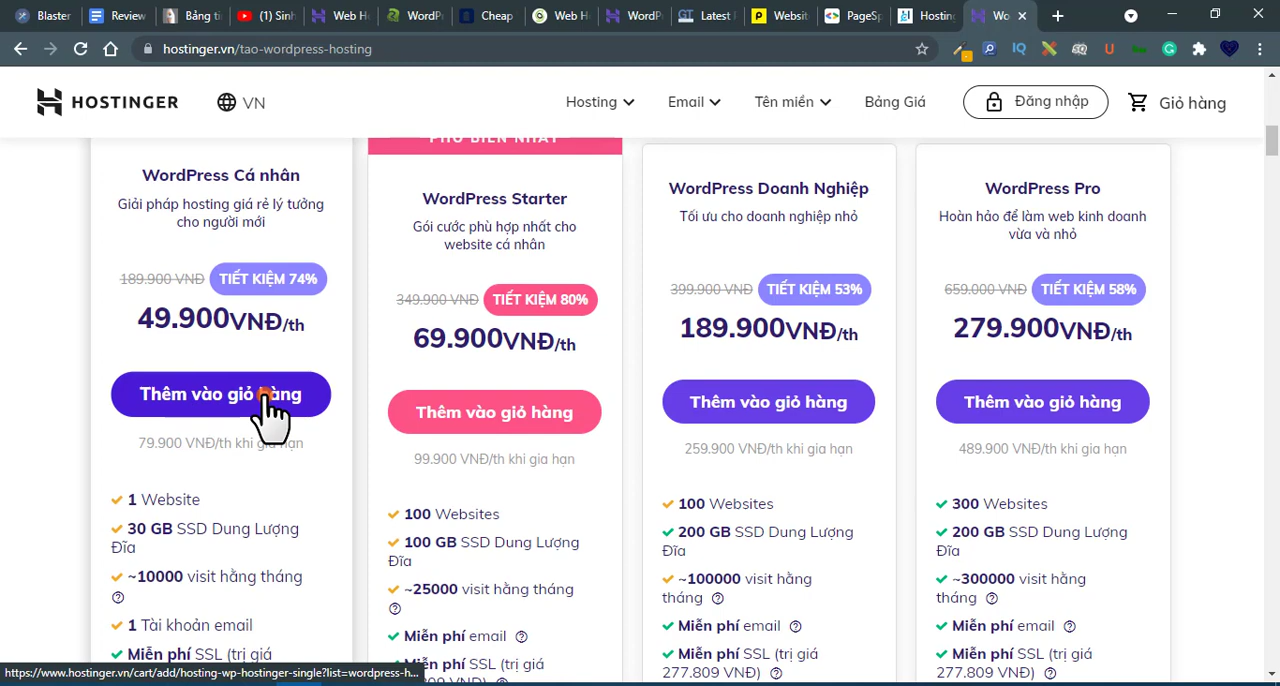 Blaster
Review
Bảng ti
(1) Sinh
Web H
WordP
Cheap
Web H
WordP
Latest
Websit
PageSp
Hosting
Wo
hostinger.vn/tao-wordpress-hosting
HOSTINGER
VN
Hosting
Email
Tên miền
Bảng Giá
Đăng nhập
Giỏ hàng
WordPress Cá nhân
Giải pháp hosting giá rẻ lý tưởng
cho người mới
189.900 VNĐ TIẾT KIỆM 74%
49.900VNĐ/th
Thêm vào giỏ hàng
79.900 VNĐ/th khi gia hạn
1 Website
30 GB SSD Dung Lượng
Đĩa
~10000 visit hằng tháng
1 Tài khoản email
Miễn phí SSL (trị giá
PHỔ BIẾN NHẤT
WordPress Starter
Gói cước phù hợp nhất cho
website cá nhân
349.900 VNĐ TIẾT KIỆM 80%
69.900VNĐ/th
Thêm vào giỏ hàng
99.900 VNĐ/th khi gia hạn
100 Websites
100 GB SSD Dung Lượng
Đĩa
~25000 visit hằng tháng
Miễn phí email
Miễn phí SSL (trị giá
277.809 VNĐ)
WordPress Doanh Nghiệp
Tối ưu cho doanh nghiệp nhỏ
399.900 VNĐ TIẾT KIỆM 53%
189.900VNĐ/th
Thêm vào giỏ hàng
259.900 VNĐ/th khi gia hạn
100 Websites
200 GB SSD Dung Lượng
Đĩa
~100000 visit hằng
tháng
Miễn phí email
Miễn phí SSL (trị giá
277.809 VNĐ)
WordPress Pro
Hoàn hảo để làm web kinh doanh
vừa và nhỏ
659.000 VNĐ TIẾT KIỆM 58%
279.900VNĐ/th
Thêm vào giỏ hàng
489.900 VNĐ/th khi gia hạn
300 Websites
200 GB SSD Dung Lượng
Đĩa
~300000 visit hằng
tháng
Miễn phí email
Miễn phí SSL (trị giá
277.809 VNĐ)
https://www.hostinger.vn/cart/add/hosting-wp-hostinger-single?list=wordpress-h...